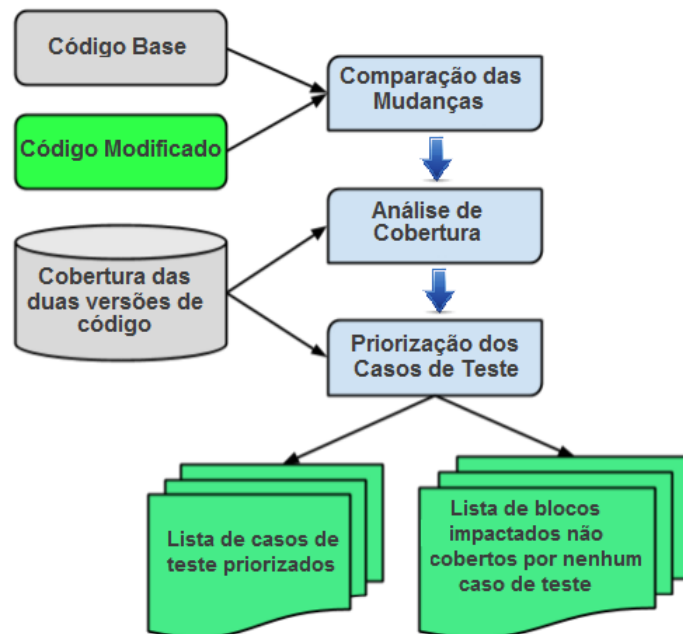 Código Base
Comparação das
Mudanças
Código Modificado
Análise de
Cobertura
Cobertura das
duas versões de
código
Priorização dos
Casos de Teste
Lista de casos de
teste priorizados
Lista de blocos
impactados não
cobertos por nenhum
caso de teste